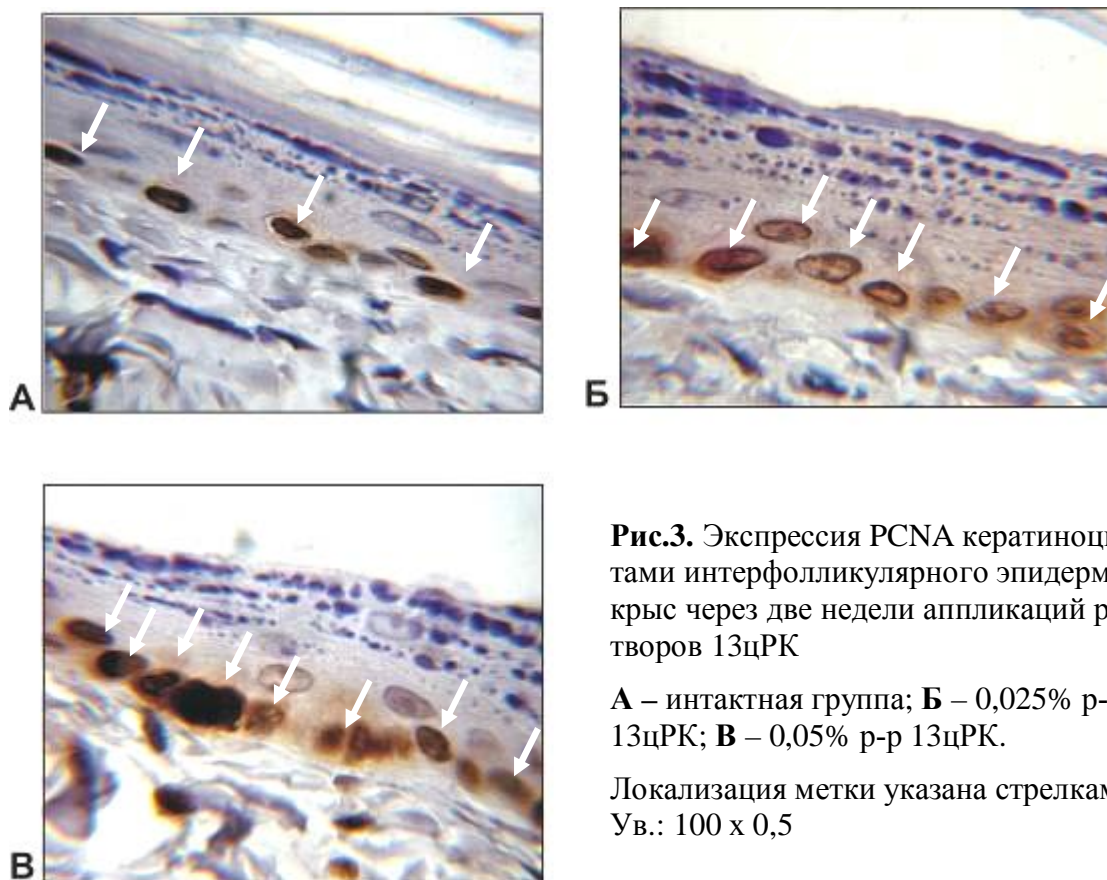 А
Б
В
Рис.3. Экспрессия PCNA кератиноци
тами интерфолликулярного эпидерм
крыс через две недели аппликаций р
творов 13цРК
А – интактная группа; Б – 0,025% р-
13цРК; В – 0,05% р-р 13цРК.
Локализация метки указана стрелкам
Ув.: 100 x 0,5